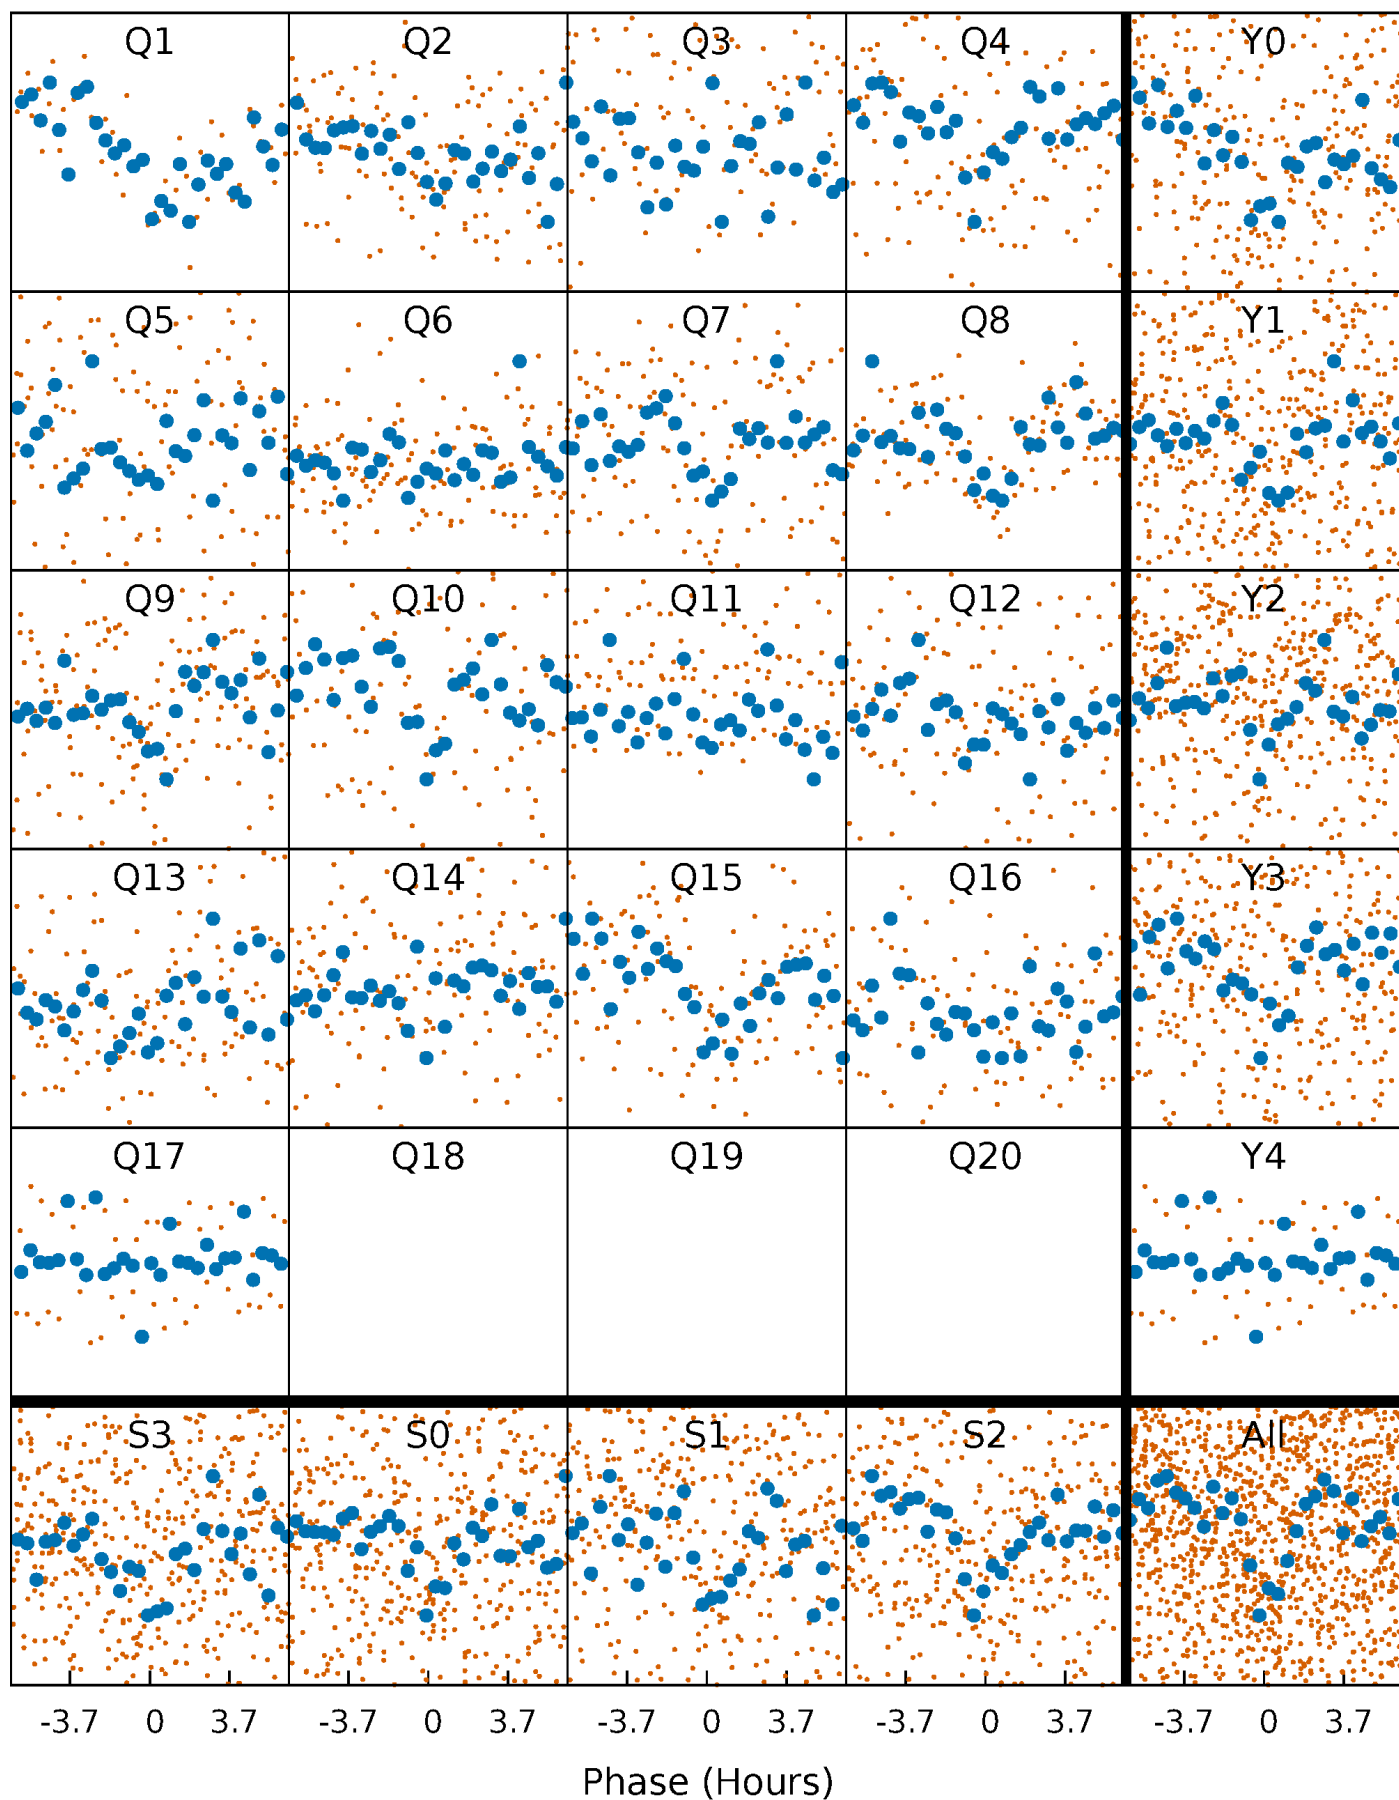 Q1 Q2 Q3 Q4 Y0
Q5 Q6 Q7 Q8 Y1
Q9 Q10 Q11 Q12 Y2
Q13 Q14 Q15 Q16 Y3
Q17 Q18 Q19 Q20 Y4
S3 S0 S1 S2 All
-3.7 0 3.7 -3.7 0 3.7 -3.7 0 3.7 -3.7 0 3.7 -3.7 0 3.7
Phase (Hours)